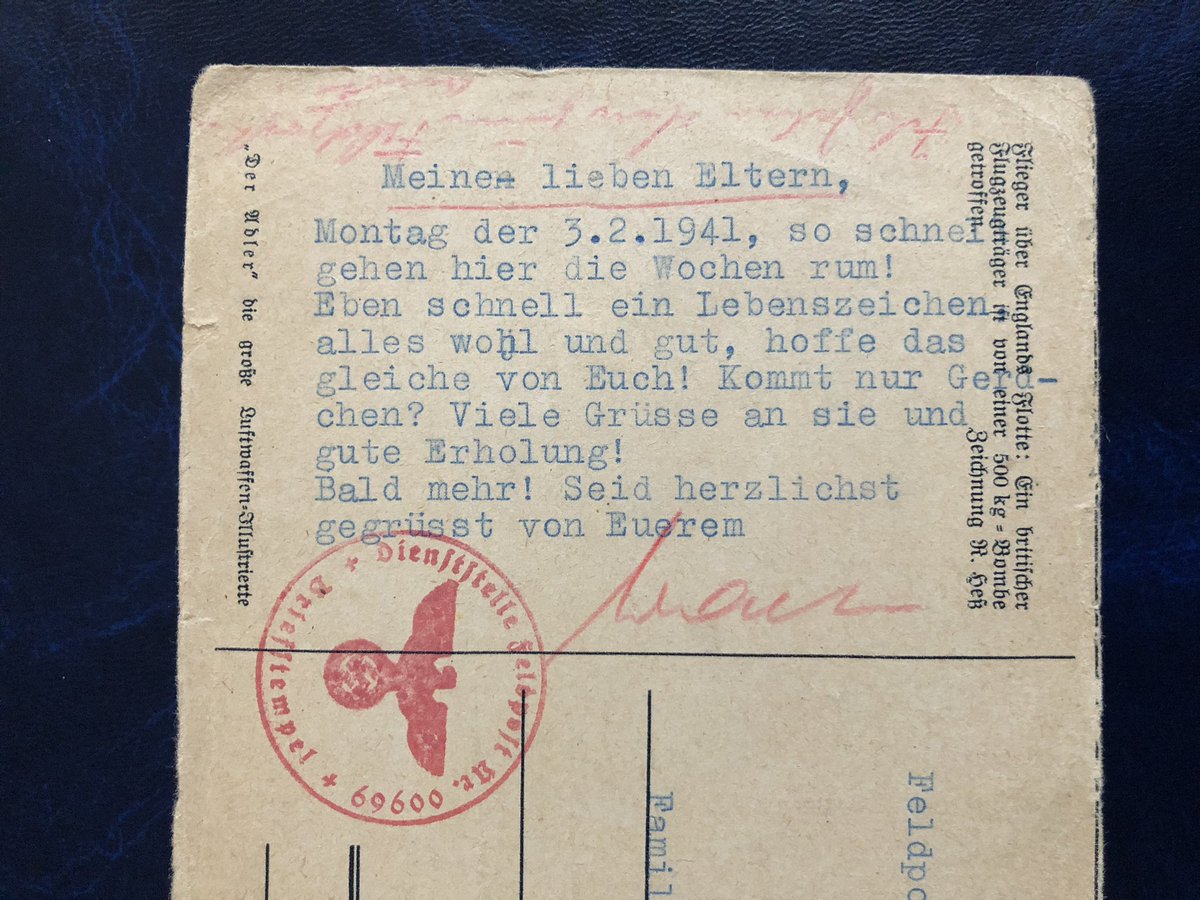 Meinen lieben Eltern,
Montag der 3.2.1941, so schnel
gehen hier die Wochen rum!
Eben schnell ein Lebenszeichen,
alles wohl und gut, hoffe das
gleiche von Euch! Kommt nur Gerd-
chen? Viele Grüsse an sie und
gute Erholung!
Bald mehr! Seid herzlichst
gegrüsst von Euerem
„Der Adler“ die große Luftwaffen=Illustrierte
Flieger über Englands Flotte: Ein britischer
Flugzeugträger ist von einer 500 kg=Bombe
getroffen
Zeichnung R. Heß
Dienststelle Feldpost Nr. 69600
+ Briefstempel +
Feldpo
Famil